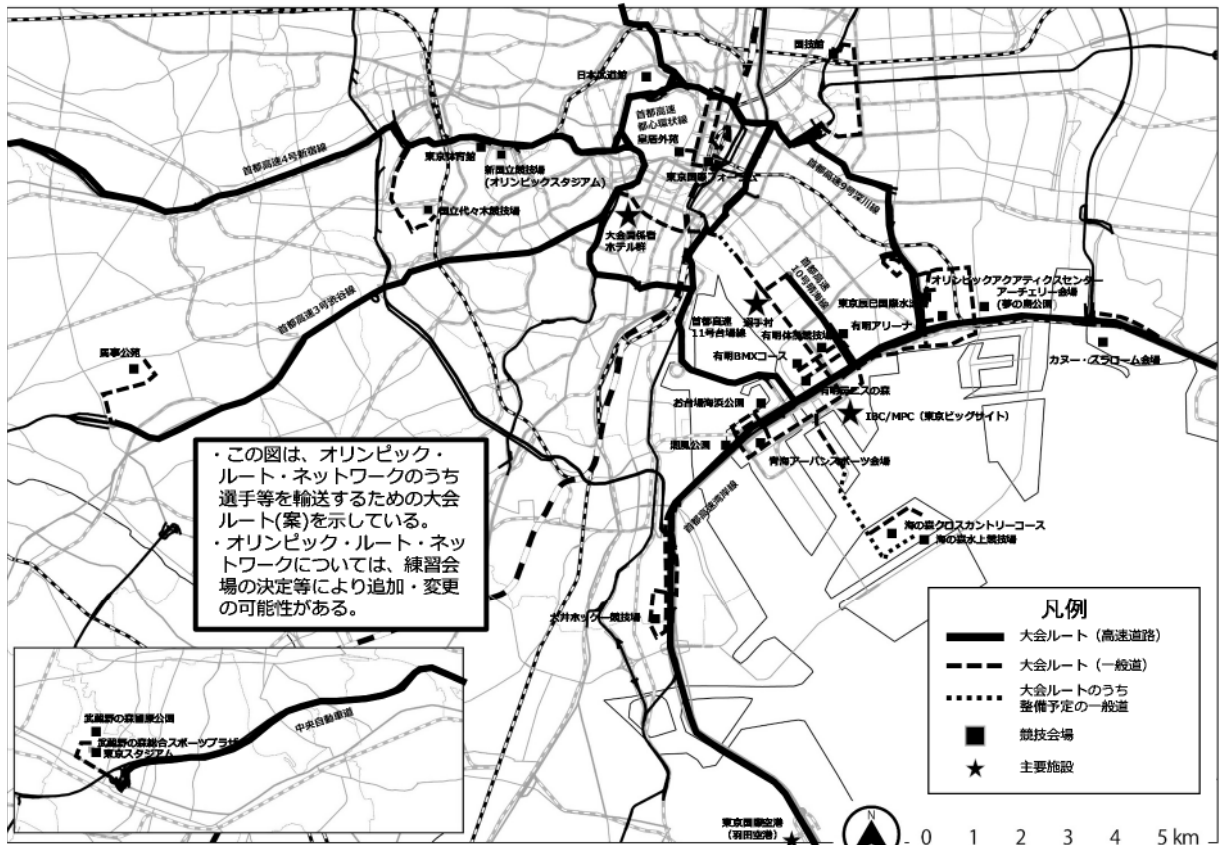 国技館
日本武道館
首都高速
都心環状線
皇居外苑
東京国際フォーラム
首都高速4号新宿線
東京体育館
新国立競技場
(オリンピックスタジアム)
国立代々木競技場
大会関係者
ホテル群
首都高速9号深川線
首都高速3号渋谷線
首都高速
10号晴海線
オリンピックアクアティクスセンター
アーチェリー会場
(夢の島公園)
東京辰巳国際水泳
有明アリーナ
首都高速
11号台場線
選手村
有明体操競技場
有明BMXコース
カヌー・スラローム会場
馬事公苑
有明テニスの森
お台場海浜公園
IBC/MPC（東京ビッグサイト）
潮風公園
青海アーバンスポーツ会場
首都高速湾岸線
・この図は、オリンピック・
ルート・ネットワークのうち
選手等を輸送するための大会
ルート(案)を示している。
・オリンピック・ルート・ネッ
トワークについては、練習会
場の決定等により追加・変更
の可能性がある。
海の森クロスカントリーコース
海の森水上競技場
大井ホッケー競技場
凡例
大会ルート（高速道路）
大会ルート（一般道）
大会ルートのうち
整備予定の一般道
競技会場
主要施設
中央自動車道
武蔵野の森公園
武蔵野の森総合スポーツプラザ
東京スタジアム
東京国際空港
（羽田空港）
N
0 1 2 3 4 5 km